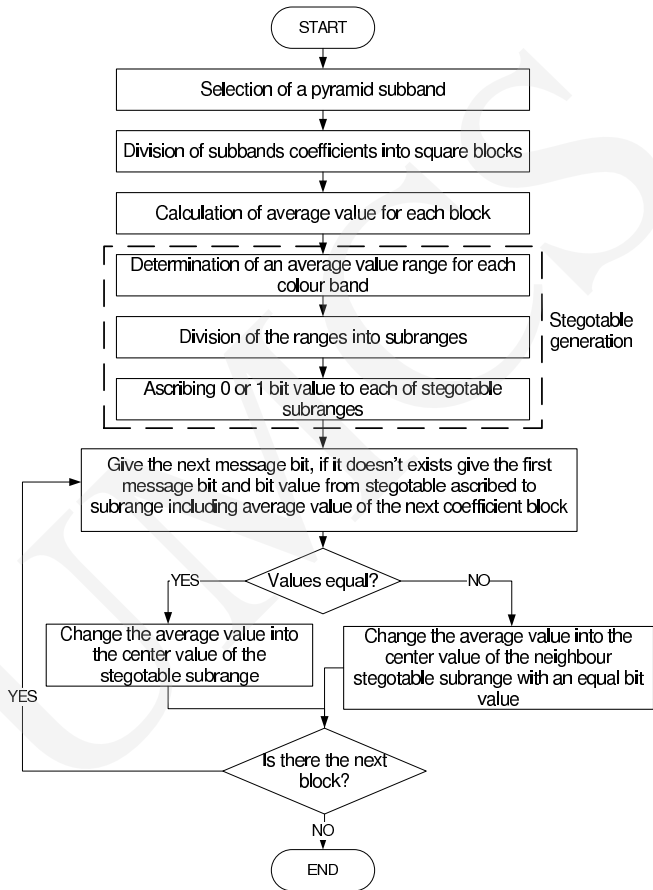 START
Selection of a pyramid subband
Division of subbands coefficients into square blocks
Calculation of average value for each block
Determination of an average value range for each
colour band
Division of the ranges into subranges
Stegotable
generation
Ascribing 0 or 1 bit value to each of stegotable
subranges
Give the next message bit, if it doesn't exists give the first
message bit and bit value from stegotable ascribed to
subrange including average value of the next coefficient block
Values equal?
YES
NO
Change the average value into
the center value of the
stegotable subrange
Change the average value into the
center value of the neighbour
stegotable subrange with an equal bit
value
YES
Is there the next
block?
NO
END
UMCS